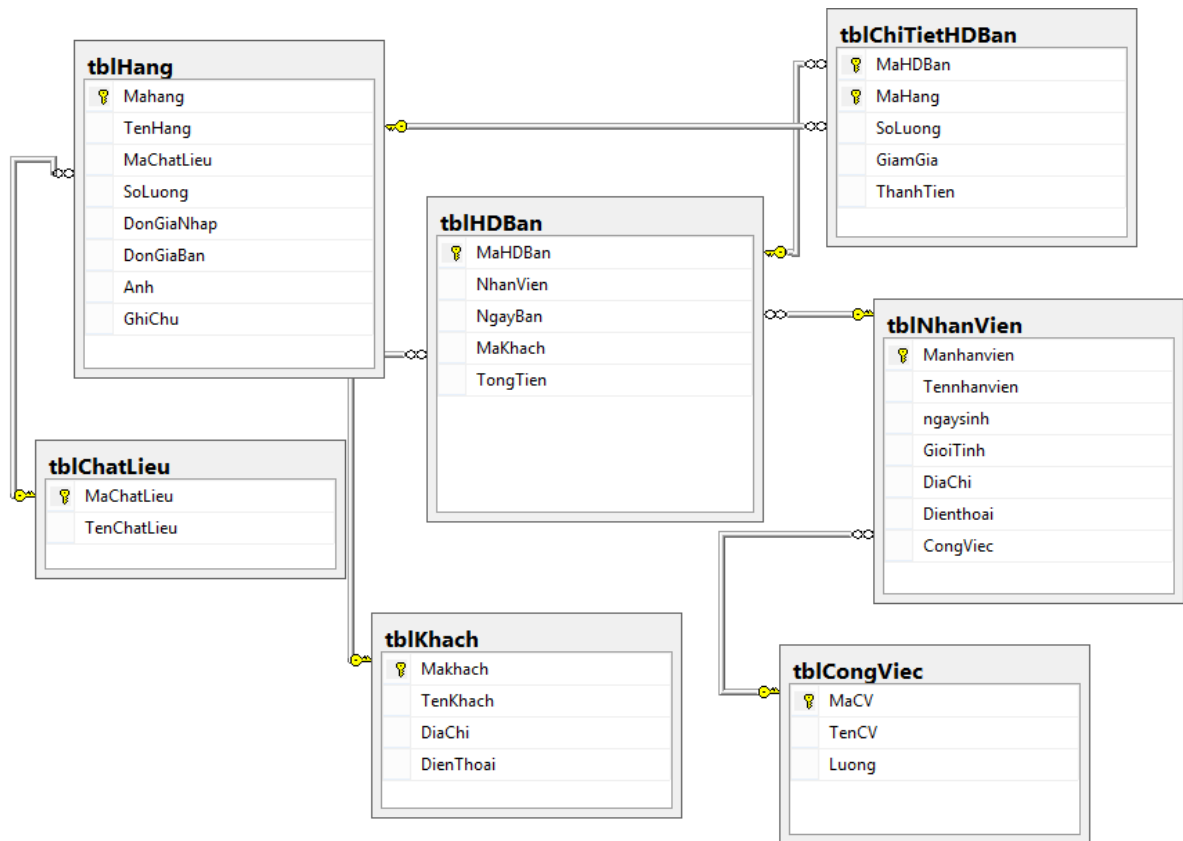 tblHang
Mahang
TenHang
MaChatLieu
SoLuong
DonGiaNhap
DonGiaBan
Anh
GhiChu
tblChiTietHDBan
MaHDBan
MaHang
SoLuong
GiamGia
ThanhTien
tblHDBan
MaHDBan
NhanVien
NgayBan
MaKhach
TongTien
tblNhanVien
Manhanvien
Tennhanvien
ngaysinh
GioiTinh
DiaChi
Dienthoai
CongViec
tblChatLieu
MaChatLieu
TenChatLieu
tblKhach
Makhach
TenKhach
DiaChi
DienThoai
tblCongViec
MaCV
TenCV
Luong